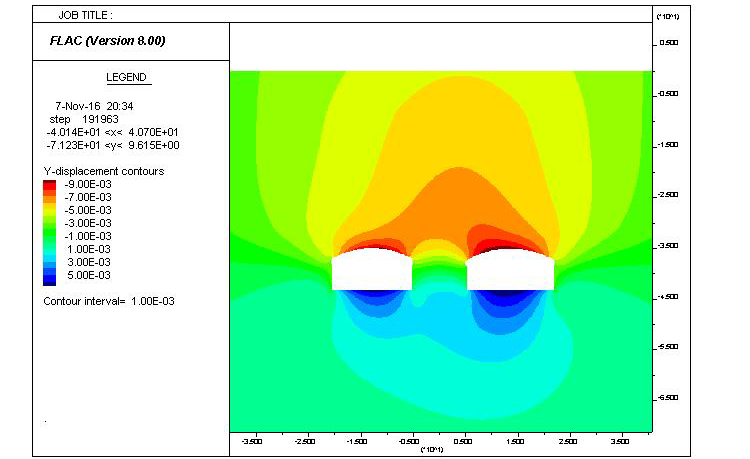 JOB TITLE :
(*10^1)
FLAC (Version 8.00)
LEGEND
7-Nov-16 20:34
step 191963
-4.014E+01 <x< 4.070E+01
-7.123E+01 <y< 9.615E+00
Y-displacement contours
-9.00E-03
-7.00E-03
-5.00E-03
-3.00E-03
-1.00E-03
1.00E-03
3.00E-03
5.00E-03
Contour interval= 1.00E-03
0.500
-0.500
-1.500
-2.500
-3.500
-4.500
-5.500
-6.500
-3.500 -2.500 -1.500 -0.500 0.500 1.500 2.500 3.500
(*10^1)